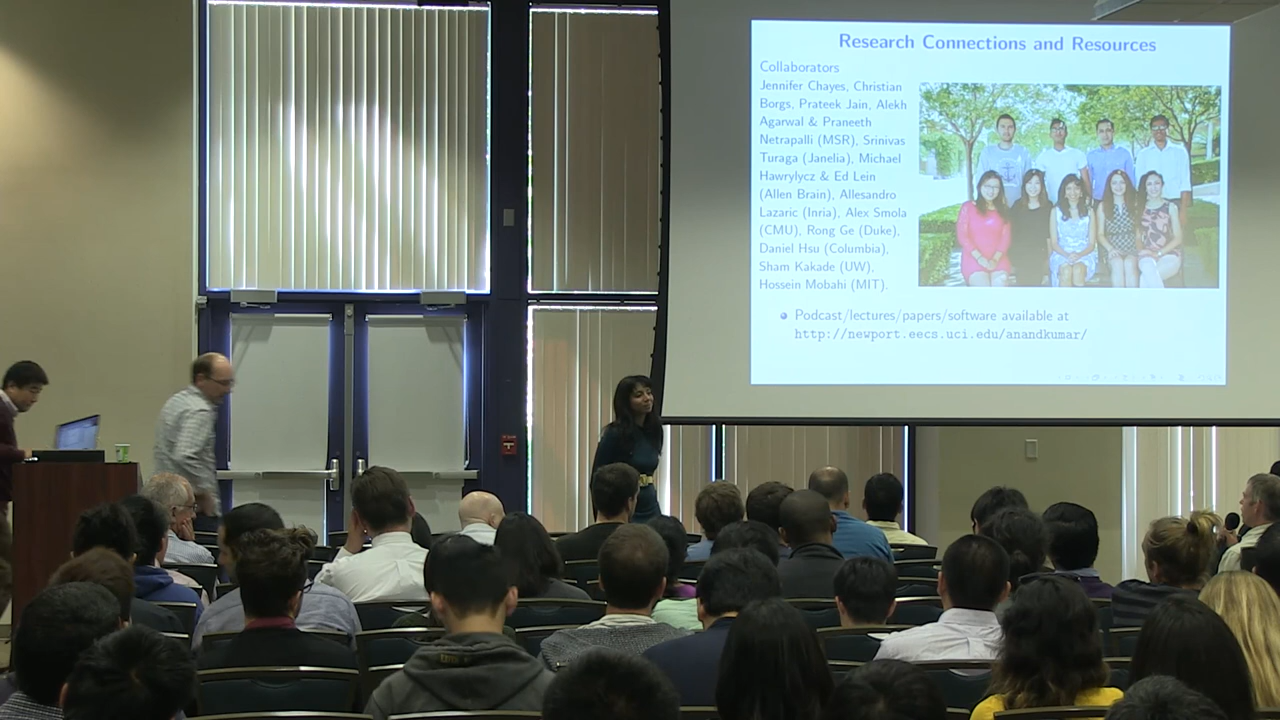 Research Connections and Resources
Collaborators
Jennifer Chayes, Christian
Borgs, Prateek Jain, Alekh
Agarwal & Praneeth
Netrapalli (MSR), Srinivas
Turaga (Janelia), Michael
Hawrylycz & Ed Lein
(Allen Brain), Allesandro
Lazaric (Inria), Alex Smola
(CMU), Rong Ge (Duke),
Daniel Hsu (Columbia),
Sham Kakade (UW),
Hossein Mobahi (MIT).
Podcast/lectures/papers/software available at
http://newport.eecs.uci.edu/anandkumar/